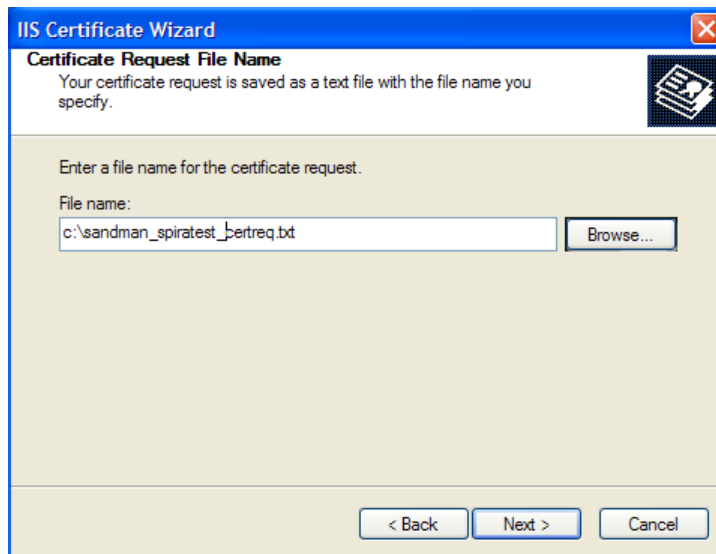 IIS Certificate Wizard
Certificate Request File Name
Your certificate request is saved as a text file with the file name you
specify.
Enter a file name for the certificate request.
File name:
c:\sandman_spiratest_certreq.txt
Browse...
< Back
Next >
Cancel